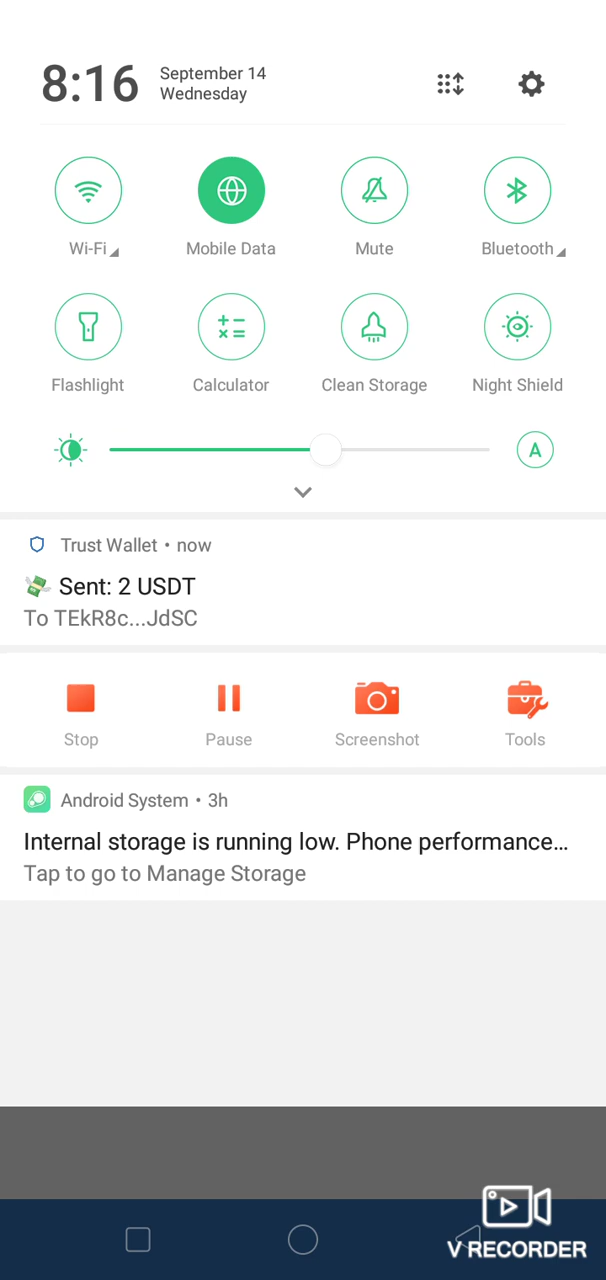 8:16
September 14
Wednesday
Wi-Fi
Mobile Data
Mute
Bluetooth
Flashlight
Calculator
Clean Storage
Night Shield
A
Trust Wallet • now
💸 Sent: 2 USDT
To TEkR8c...JdSC
Stop
Pause
Screenshot
Tools
Android System • 3h
Internal storage is running low. Phone performance...
Tap to go to Manage Storage
V RECORDER